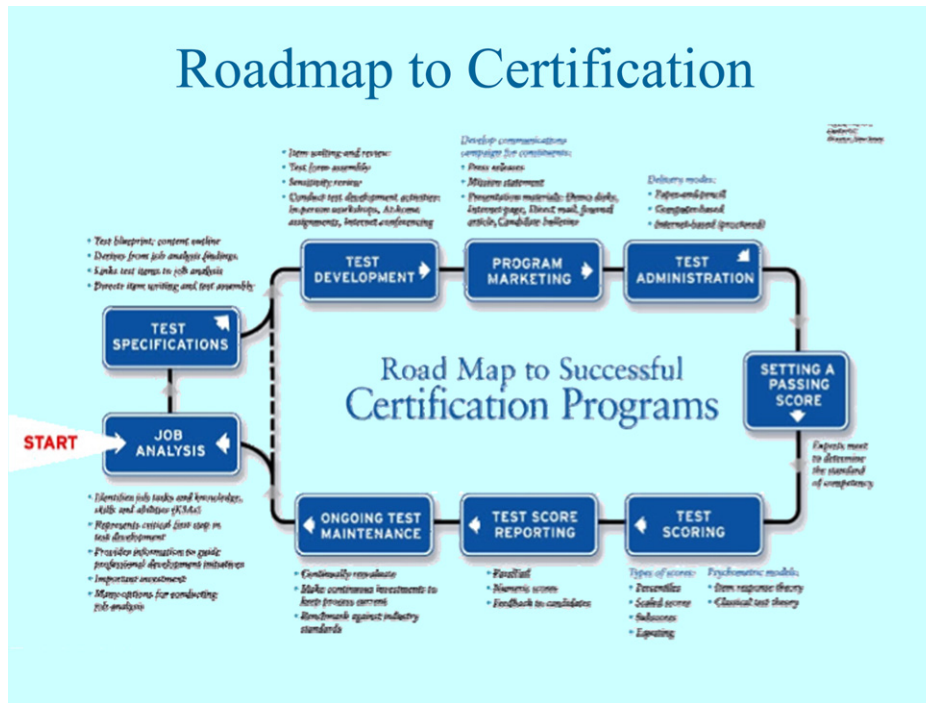 Roadmap to Certification
• Item writing and review
• Test form assembly
• Sensitivity review
• Conduct test development activities:
In-person workshops, At-home
assignments, Internet conferencing
Develop communications
campaign for constituents:
• Press releases
• Mission statement
• Presentation materials: Demo disks,
Internet page, Direct mail, Journal
article, Candidate bulletins
Delivery modes:
• Paper-and-pencil
• Computer-based
• Internet-based (proctored)
• Test blueprint; content outline
• Derives from job analysis findings
• Links test items to job analysis
• Directs item writing and test assembly
TEST
DEVELOPMENT
PROGRAM
MARKETING
TEST
ADMINISTRATION
TEST
SPECIFICATIONS
Road Map to Successful
Certification Programs
SETTING A
PASSING
SCORE
START
JOB
ANALYSIS
Experts meet
to determine
the standard
of competency
• Identifies job tasks and knowledge,
skills and abilities (KSAs)
• Represents critical first step in
test development
• Provides information to guide
professional development initiatives
• Important investment
• Many options for conducting
job analysis
ONGOING TEST
MAINTENANCE
TEST SCORE
REPORTING
TEST
SCORING
• Continually re-evaluate
• Make continuous investments to
keep process current
• Benchmark against industry
standards
• Pass/Fail
• Numeric scores
• Feedback to candidates
Types of scores:
• Percentiles
• Scaled scores
• Subscores
• Equating
Psychometric models:
• Item response theory
• Classical test theory